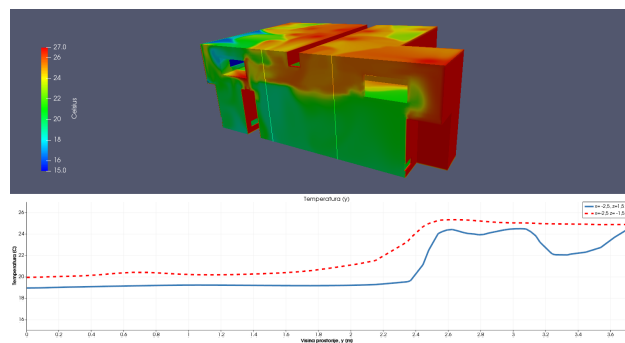 27.0
26
24
22
20
18
16
15.0
Celsius
Temperatura (y)
x= -2.5, z=1.5
x=-2.5 z= -1.5
Temperatura (C)
26
24
22
20
18
16
0 0.2 0.4 0.6 0.8 1 1.2 1.4 1.6 1.8 2 2.2 2.4 2.6 2.8 3 3.2 3.4 3.6
Visina prostorije, y (m)